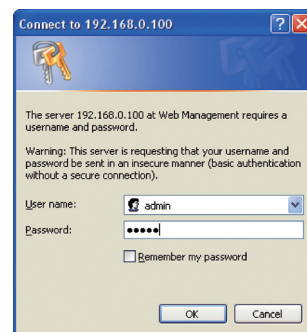 Connect to 192.168.0.100
The server 192.168.0.100 at Web Management requires a
username and password.
Warning: This server is requesting that your username and
password be sent in an insecure manner (basic authentication
without a secure connection).
User name:
admin
Password:
•••••
Remember my password
OK
Cancel